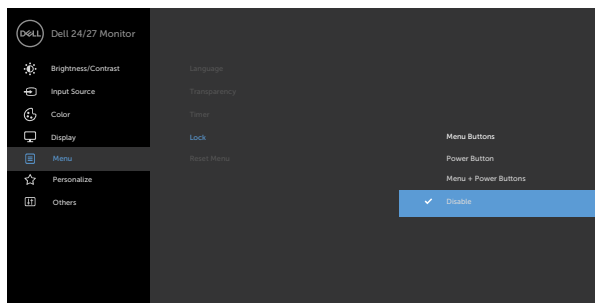 DELL Dell 24/27 Monitor
Brightness/Contrast
Input Source
Color
Display
Menu
Personalize
Others
Language
Transparency
Timer
Lock
Reset Menu
Menu Buttons
Power Button
Menu + Power Buttons
Disable